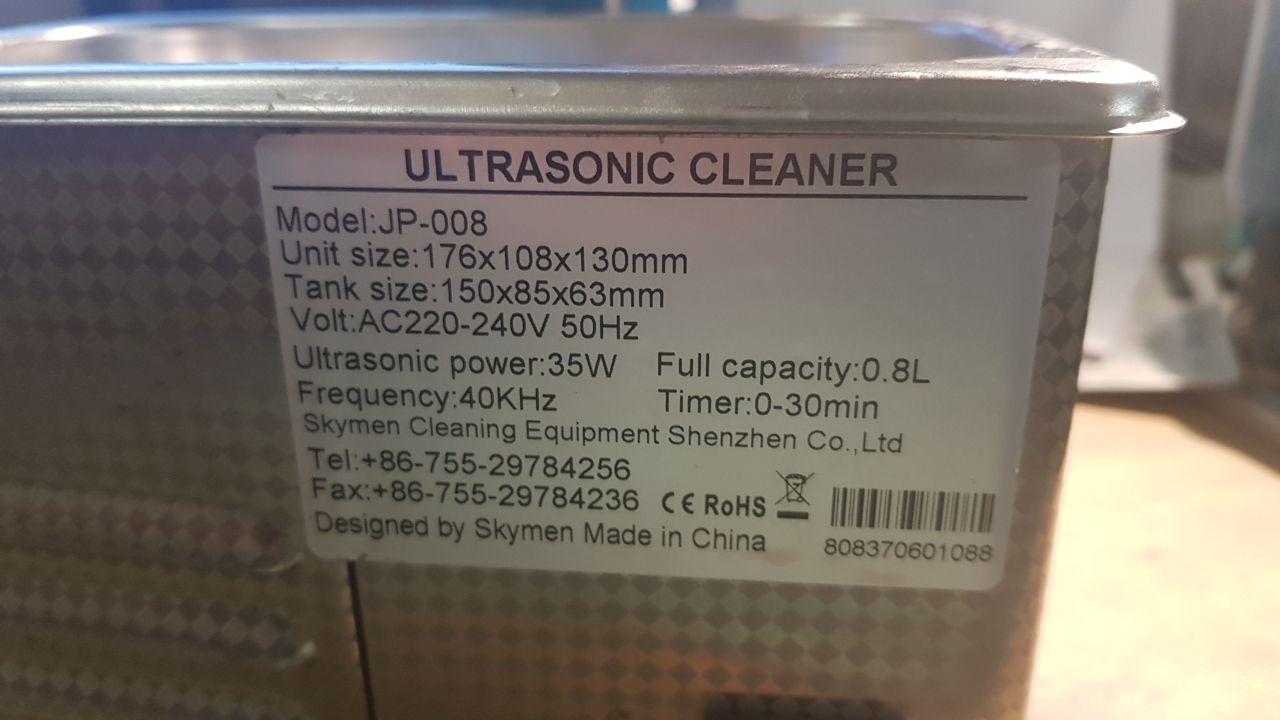 ULTRASONIC CLEANER
Model:JP-008
Unit size:176x108x130mm
Tank size:150x85x63mm
Volt:AC220-240V 50Hz
Ultrasonic power:35W Full capacity:0.8L
Frequency:40KHz Timer:0-30min
Skymen Cleaning Equipment Shenzhen Co.,Ltd
Tel:+86-755-29784256
Fax:+86-755-29784236 CE RoHS
Designed by Skymen Made in China
808370601088